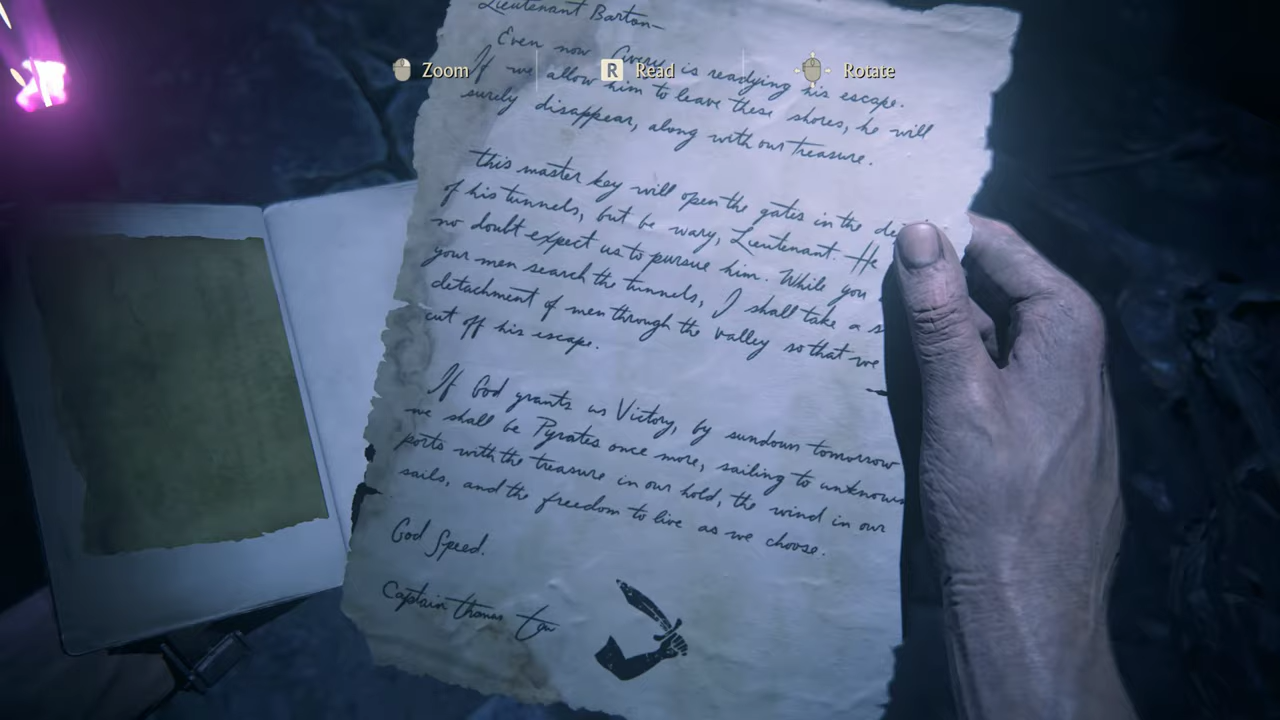 Lieutenant Barton—
Zoom
R Read
Rotate
Even now Avery is readying his escape.
If we allow him to leave these shores, he will
surely disappear, along with our treasure.
this master key will open the gates in the de
of his tunnels, but be wary, Lieutenant. He
no doubt expect us to pursue him. While you
your men search the tunnels, I shall take a s
detachment of men through the valley so that we
cut off his escape.
If God grants us Victory, by sundown tomorrow
we shall be Pyrates once more, sailing to unknown
ports with the treasure in our hold, the wind in our
sails, and the freedom to live as we choose.
God Speed.
Captain Thomas Tew